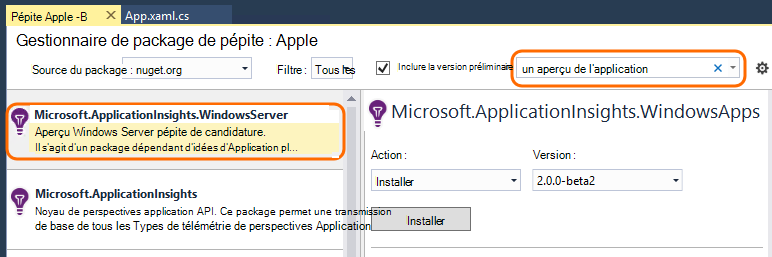 Pépite Apple -B
App.xaml.cs
Gestionnaire de package de pépite : Apple
Source du package : nuget.org
Filtre : Tous les
Inclure la version préliminaire
un aperçu de l'application
Microsoft.ApplicationInsights.WindowsServer
Aperçu Windows Server pépite de candidature.
Il s'agit d'un package dépendant d'idées d'Application pl...
Microsoft.ApplicationInsights
Noyau de perspectives application API. Ce package permet une transmission
de base de tous les Types de télémétrie de perspectives Application
Microsoft.ApplicationInsights.WindowsApps
Action :
Version :
Installer
2.0.0-beta2
Installer